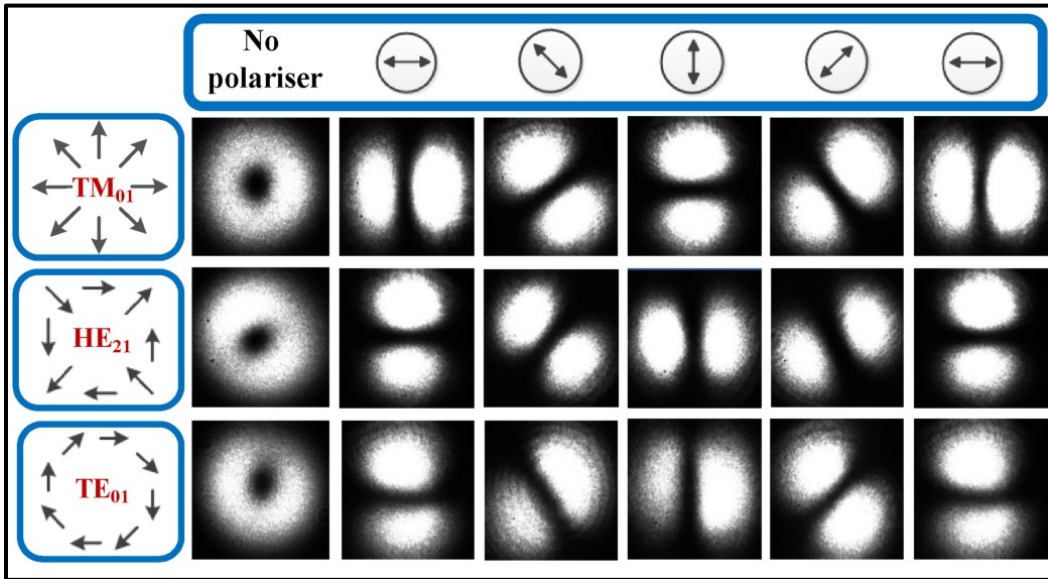 No
polariser
TM₀₁
HE₂₁
TE₀₁